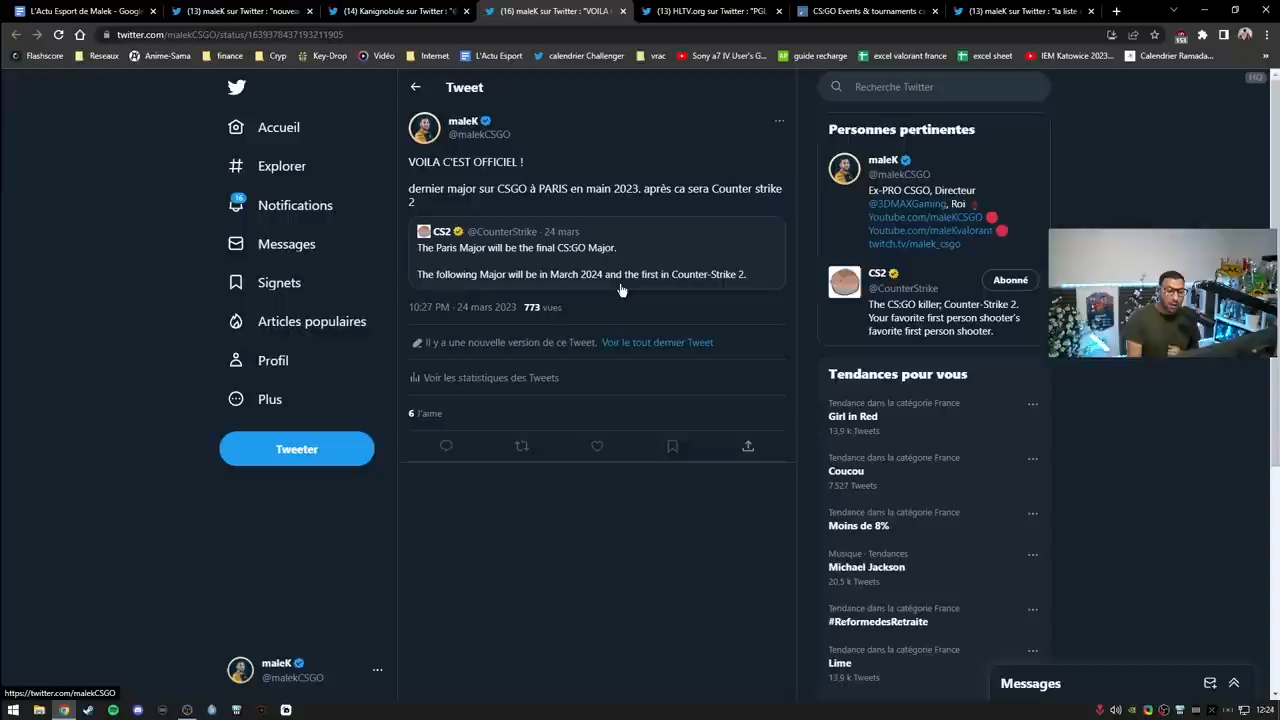 L'Actu Esport de Malek - Google
(13) maleK sur Twitter : "nouvea
(14) Kanignobule sur Twitter : "
(16) maleK sur Twitter : "VOILA
(13) HLTV.org sur Twitter : "PGL
CS:GO Events & tournaments c
(13) maleK sur Twitter : "la liste
twitter.com/malekCSGO/status/1639378437193211905
151
Flashscore
Reseaux
Anime-Sama
finance
Cryp
Key-Drop
Vidéo
Internet
L'Actu Esport
calendrier Challenger
vrac
Sony a7 IV User's G...
guide recharge
excel valorant france
excel sheet
IEM Katowice 2023...
Calendrier Ramada...
»
HQ
Accueil
Explorer
16
Notifications
Messages
Signets
Articles populaires
Profil
Plus
Tweeter
maleK
@malekCSGO
Tweet
maleK
@malekCSGO
VOILA C'EST OFFICIEL !
dernier major sur CSGO à PARIS en main 2023. après ca sera Counter strike
2
CS2 @CounterStrike · 24 mars
The Paris Major will be the final CS:GO Major.
The following Major will be in March 2024 and the first in Counter-Strike 2.
10:27 PM · 24 mars 2023 773 vues
Il y a une nouvelle version de ce Tweet. Voir le tout dernier Tweet
Voir les statistiques des Tweets
6 J'aime
Recherche Twitter
Personnes pertinentes
maleK
@malekCSGO
Ex-PRO CSGO, Directeur
@3DMAXGaming, Roi
Youtube.com/maleKCSGO
Youtube.com/maleKvalorant
twitch.tv/malek_csgo
CS2
@CounterStrike
Abonné
The CS:GO killer; Counter-Strike 2.
Your favorite first person shooter's
favorite first person shooter.
Tendances pour vous
Tendance dans la catégorie France
Girl in Red
13,9 k Tweets
Tendance dans la catégorie France
Coucou
7 527 Tweets
Tendance dans la catégorie France
Moins de 8%
Musique · Tendances
Michael Jackson
20,5 k Tweets
Tendance dans la catégorie France
#ReformedesRetraite
Tendance dans la catégorie France
Lime
13,9 k Tweets
Messages
https://twitter.com/malekCSGO
12:24